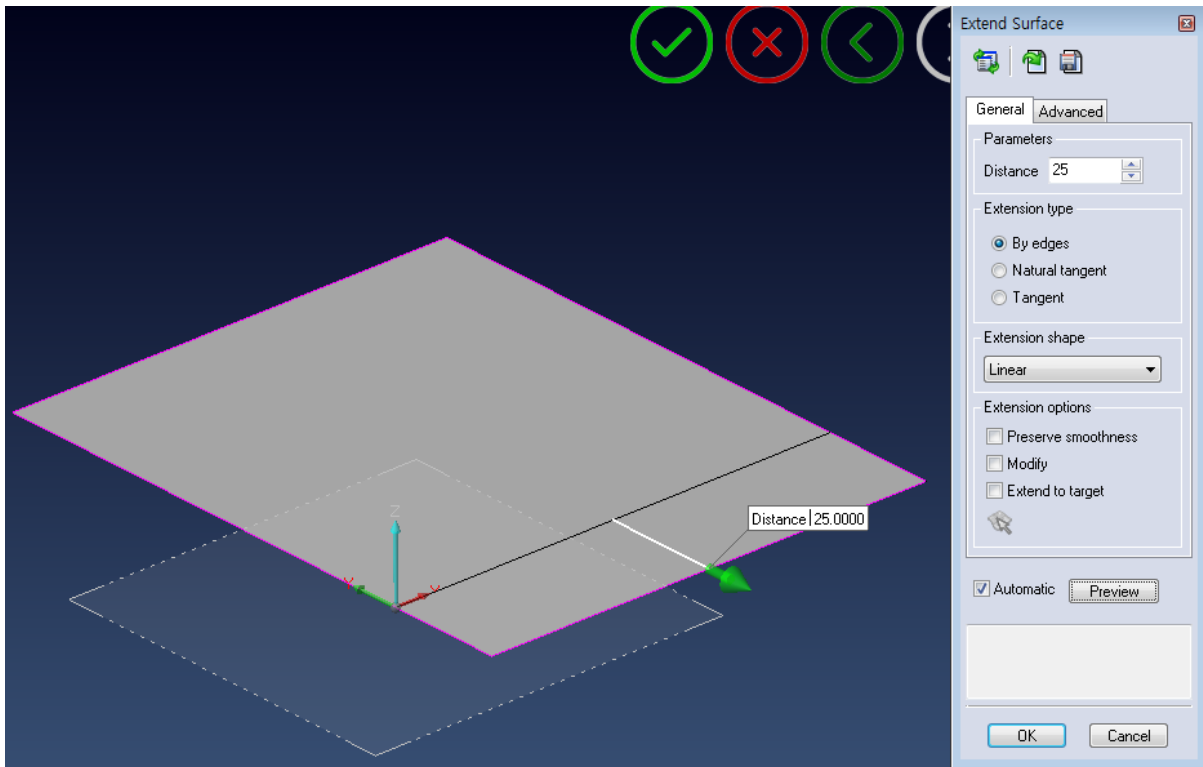 Extend Surface
General
Advanced
Parameters
Distance 25
Extension type
By edges
Natural tangent
Tangent
Extension shape
Linear
Extension options
Preserve smoothness
Modify
Extend to target
Automatic
Preview
OK
Cancel
Z
Distance 25.0000